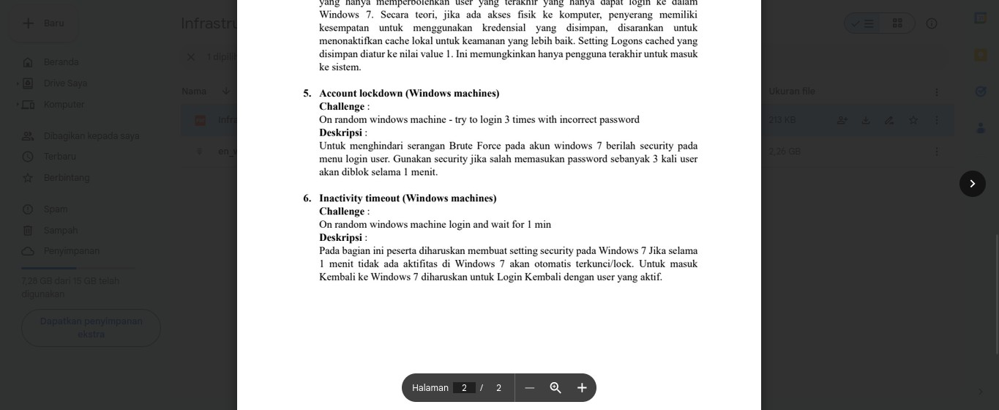 yang hanya memperbolehkan user yang terakhir yang hanya dapat login ke dalam
Windows 7. Secara teori, jika ada akses fisik ke komputer, penyerang memiliki
kesempatan untuk menggunakan kredensial yang disimpan, disarankan untuk
menonaktifkan cache lokal untuk keamanan yang lebih baik. Setting Logons cached yang
disimpan diatur ke nilai value 1. Ini memungkinkan hanya pengguna terakhir untuk masuk
ke sistem.
5. Account lockdown (Windows machines)
Challenge :
On random windows machine - try to login 3 times with incorrect password
Deskripsi :
Untuk menghindari serangan Brute Force pada akun windows 7 berilah security pada
menu login user. Gunakan security jika salah memasukan password sebanyak 3 kali user
akan diblok selama 1 menit.
6. Inactivity timeout (Windows machines)
Challenge :
On random windows machine login and wait for 1 min
Deskripsi :
Pada bagian ini peserta diharuskan membuat setting security pada Windows 7 Jika selama
1 menit tidak ada aktifitas di Windows 7 akan otomatis terkunci/lock. Untuk masuk
Kembali ke Windows 7 diharuskan untuk Login Kembali dengan user yang aktif.
Halaman 2 / 2
Baru
Beranda
Drive Saya
Komputer
Dibagikan kepada saya
Terbaru
Berbintang
Spam
Sampah
Penyimpanan
7,28 GB dari 15 GB telah
digunakan
Dapatkan penyimpanan
ekstra
Infrastru
1 dipilih
Nama
Ukuran file
Infra
213 KB
en_w
2,26 GB